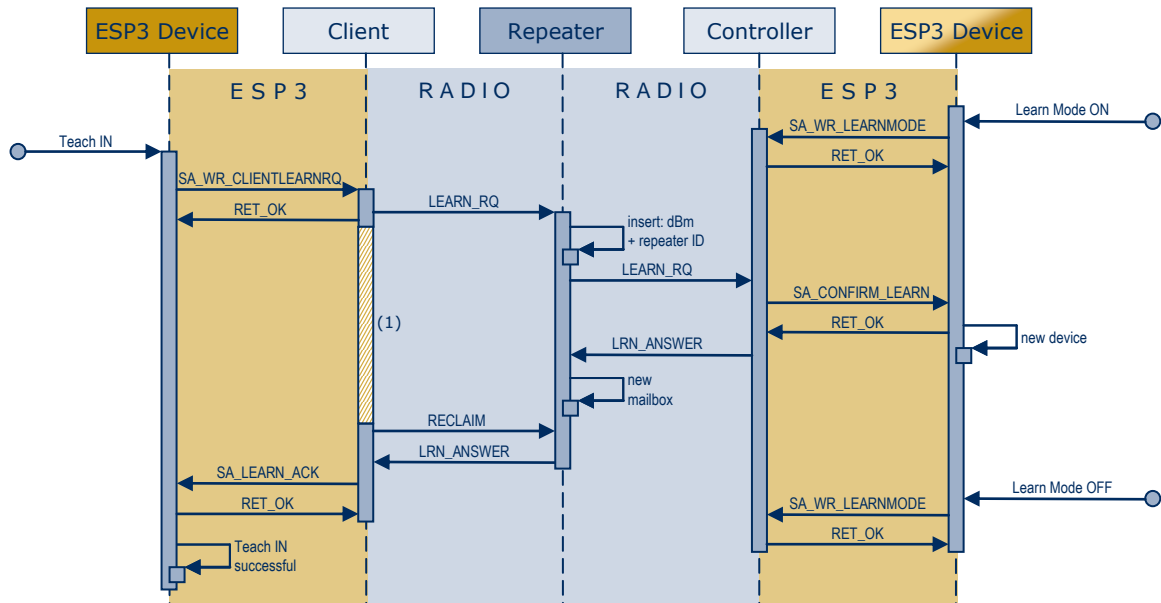 ESP3 Device
Client
Repeater
Controller
ESP3 Device
ESP3
RADIO
RADIO
ESP3
Learn Mode ON
SA_WR_LEARNMODE
Teach IN
RET_OK
SA_WR_CLIENTLEARNRQ
RET_OK
LEARN_RQ
insert: dBm
+ repeater ID
LEARN_RQ
SA_CONFIRM_LEARN
(1)
RET_OK
new device
LRN_ANSWER
new
mailbox
RECLAIM
LRN_ANSWER
SA_LEARN_ACK
Learn Mode OFF
RET_OK
SA_WR_LEARNMODE
RET_OK
Teach IN
successful